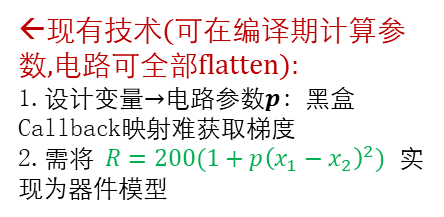 ←现有技术(可在编译期计算参
数,电路可全部flatten):
1. 设计变量→电路参数p: 黑盒
Callback映射难获取梯度
2. 需将 R = 200(1 + p(x₁ − x₂)²) 实
现为器件模型